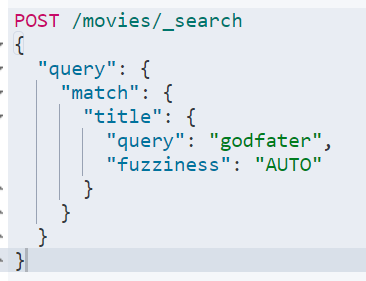 POST /movies/_search
{
  "query": {
    "match": {
      "title": {
        "query": "godfater",
        "fuzziness": "AUTO"
      }
    }
  }
}